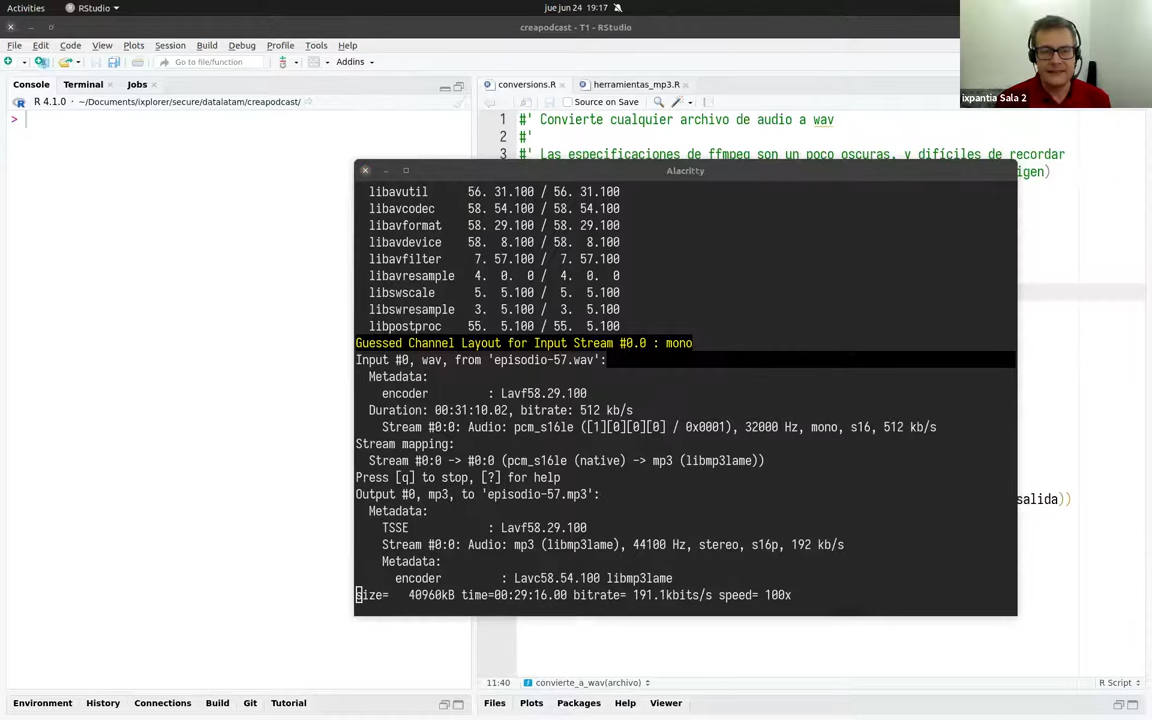 Activities RStudio jue jun 24 19:17
creapodcast - T1 - RStudio
File Edit Code View Plots Session Build Debug Profile Tools Help
Go to file/function Addins
Console Terminal Jobs
R 4.1.0 · ~/Documents/ixplorer/secure/datalatam/creapodcast/
>
conversions.R herramientas_mp3.R
Source on Save
1 #' Convierte cualquier archivo de audio a wav
2 #'
3 #' Las especificaciones de ffmpeg son un poco oscuras, y difíciles de recordar
igen)
salida))
ixpantia Sala 2
Alacritty
libavutil 56. 31.100 / 56. 31.100
libavcodec 58. 54.100 / 58. 54.100
libavformat 58. 29.100 / 58. 29.100
libavdevice 58. 8.100 / 58. 8.100
libavfilter 7. 57.100 / 7. 57.100
libavresample 4. 0. 0 / 4. 0. 0
libswscale 5. 5.100 / 5. 5.100
libswresample 3. 5.100 / 3. 5.100
libpostproc 55. 5.100 / 55. 5.100
Guessed Channel Layout for Input Stream #0.0 : mono
Input #0, wav, from 'episodio-57.wav':
Metadata:
encoder : Lavf58.29.100
Duration: 00:31:10.02, bitrate: 512 kb/s
Stream #0:0: Audio: pcm_s16le ([1][0][0][0] / 0x0001), 32000 Hz, mono, s16, 512 kb/s
Stream mapping:
Stream #0:0 -> #0:0 (pcm_s16le (native) -> mp3 (libmp3lame))
Press [q] to stop, [?] for help
Output #0, mp3, to 'episodio-57.mp3':
Metadata:
TSSE : Lavf58.29.100
Stream #0:0: Audio: mp3 (libmp3lame), 44100 Hz, stereo, s16p, 192 kb/s
Metadata:
encoder : Lavc58.54.100 libmp3lame
size= 40960kB time=00:29:16.00 bitrate= 191.1kbits/s speed= 100x
11:40 convierte_a_wav(archivo) R Script
Environment History Connections Build Git Tutorial
Files Plots Packages Help Viewer